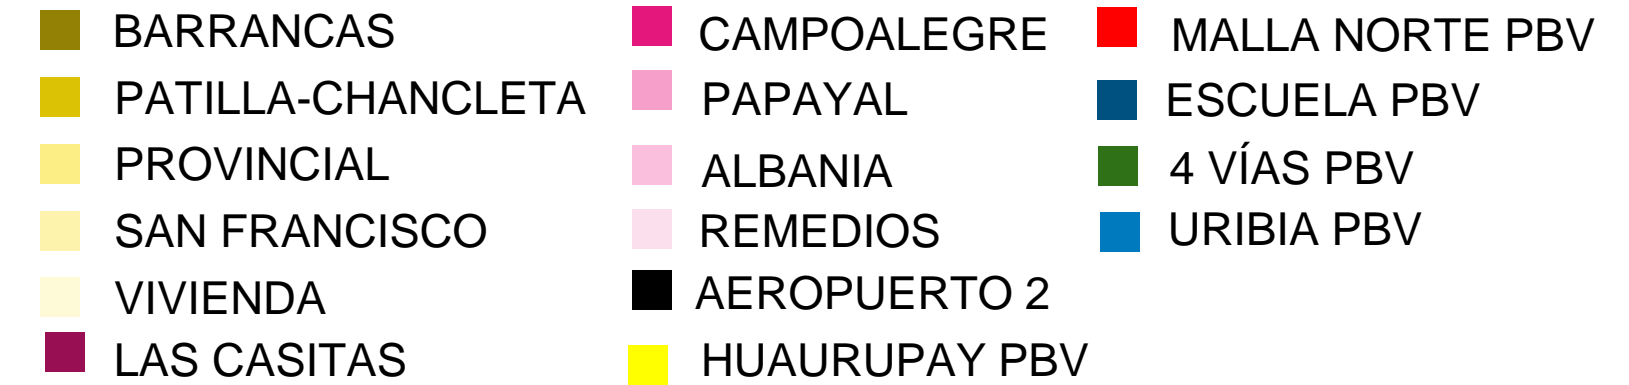 BARRANCAS
PATILLA-CHANCLETA
PROVINCIAL
SAN FRANCISCO
VIVIENDA
LAS CASITAS
CAMPOALEGRE
PAPAYAL
ALBANIA
REMEDIOS
AEROPUERTO 2
HUAURUPAY PBV
MALLA NORTE PBV
ESCUELA PBV
4 VÍAS PBV
URIBIA PBV